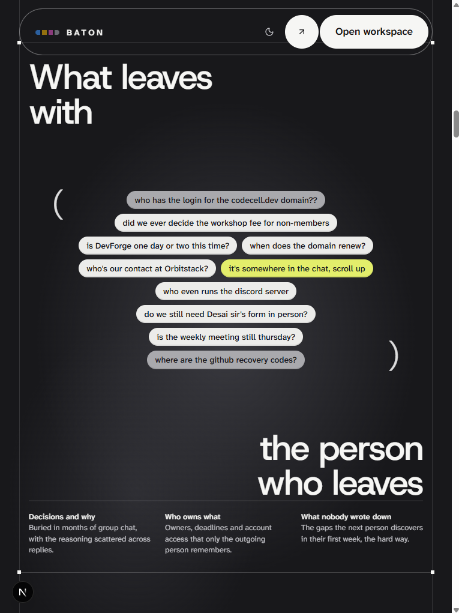 BATON
Open workspace
What leaves
with
who has the login for the codecell.dev domain??
did we ever decide the workshop fee for non-members
is DevForge one day or two this time?
when does the domain renew?
who's our contact at Orbitstack?
it's somewhere in the chat, scroll up
who even runs the discord server
do we still need Desai sir's form in person?
is the weekly meeting still thursday?
where are the github recovery codes?
the person
who leaves
Decisions and why
Buried in months of group chat,
with the reasoning scattered across
replies.
Who owns what
Owners, deadlines and account
access that only the outgoing
person remembers.
What nobody wrote down
The gaps the next person discovers
in their first week, the hard way.
N